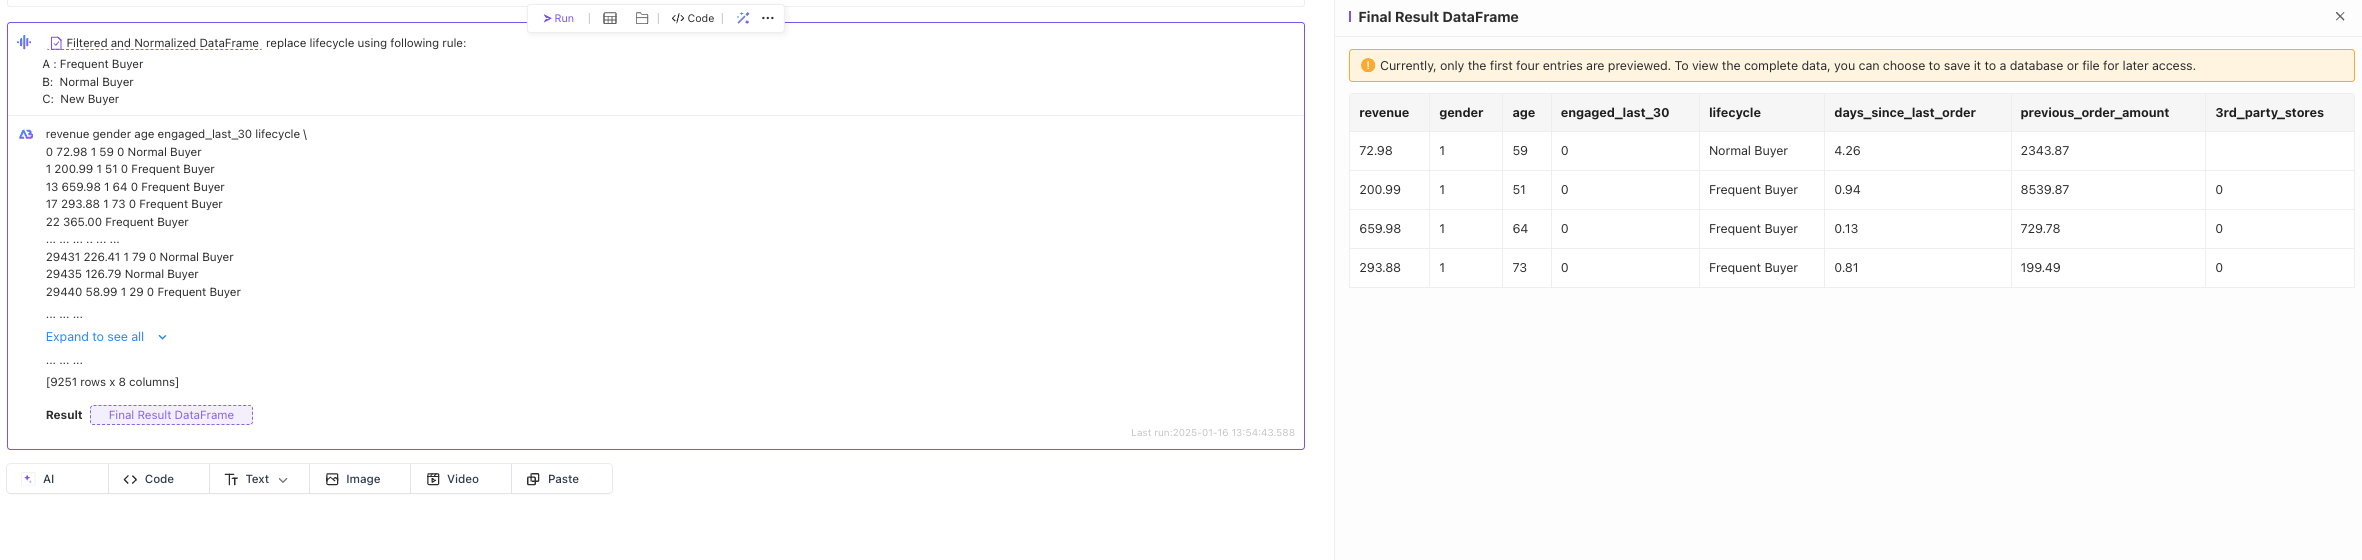 Run
Code
Filtered and Normalized DataFrame replace lifecycle using following rule:
A : Frequent Buyer
B: Normal Buyer
C: New Buyer
revenue gender age engaged_last_30 lifecycle \
0 72.98 1 59 0 Normal Buyer
1 200.99 1 51 0 Frequent Buyer
13 659.98 1 64 0 Frequent Buyer
17 293.88 1 73 0 Frequent Buyer
22 365.00 Frequent Buyer
... ... ... .. ... ...
29431 226.41 1 79 0 Normal Buyer
29435 126.79 Normal Buyer
29440 58.99 1 29 0 Frequent Buyer
... ... ...
Expand to see all
... ... ...
[9251 rows x 8 columns]
Result Final Result DataFrame
Last run:2025-01-16 13:54:43.588
AI Code Text Image Video Paste
Final Result DataFrame
Currently, only the first four entries are previewed. To view the complete data, you can choose to save it to a database or file for later access.
revenue gender age engaged_last_30 lifecycle days_since_last_order previous_order_amount 3rd_party_stores
72.98 1 59 0 Normal Buyer 4.26 2343.87
200.99 1 51 0 Frequent Buyer 0.94 8539.87 0
659.98 1 64 0 Frequent Buyer 0.13 729.78 0
293.88 1 73 0 Frequent Buyer 0.81 199.49 0